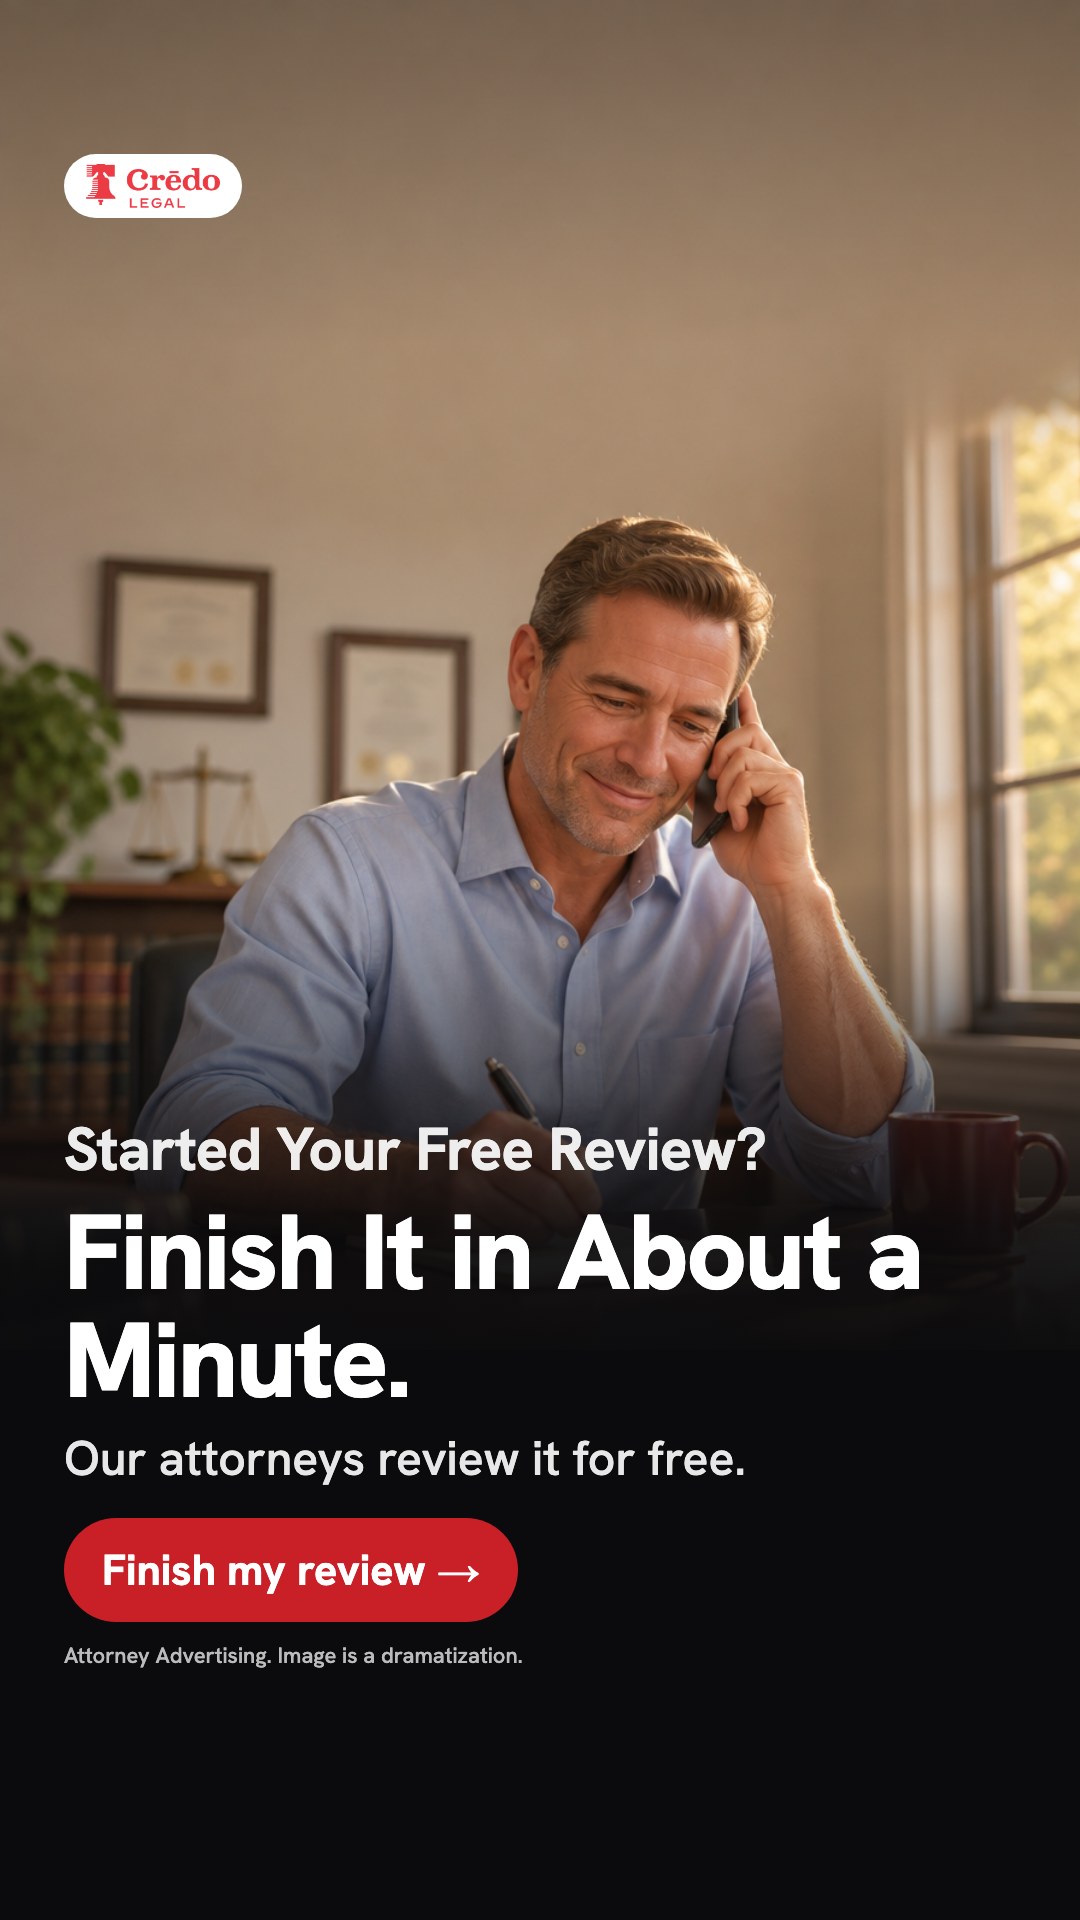 Crēdo
LEGAL
Started Your Free Review?
Finish It in About a
Minute.
Our attorneys review it for free.
Finish my review →
Attorney Advertising. Image is a dramatization.